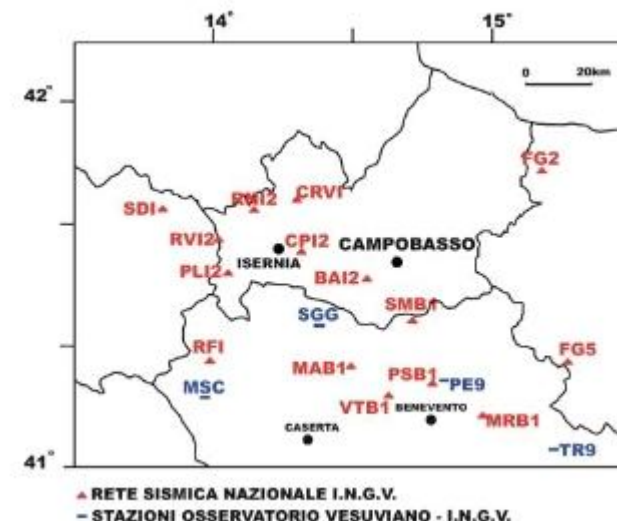 14°
15°
0 20km
42°
FG2
CRVI
RMI2
SDI
RVI2
CPI2
CAMPOBASSO
ISERNIA
PLI2
BAI2
SMB1
SGG
RFI
FG5
MAB1
PSB1
PE9
MSC
VTB1
BENEVENTO
MRB1
CASERTA
TR9
41°
RETE SISMICA NAZIONALE I.N.G.V.
STAZIONI OSSERVATORIO VESUVIANO - I.N.G.V.